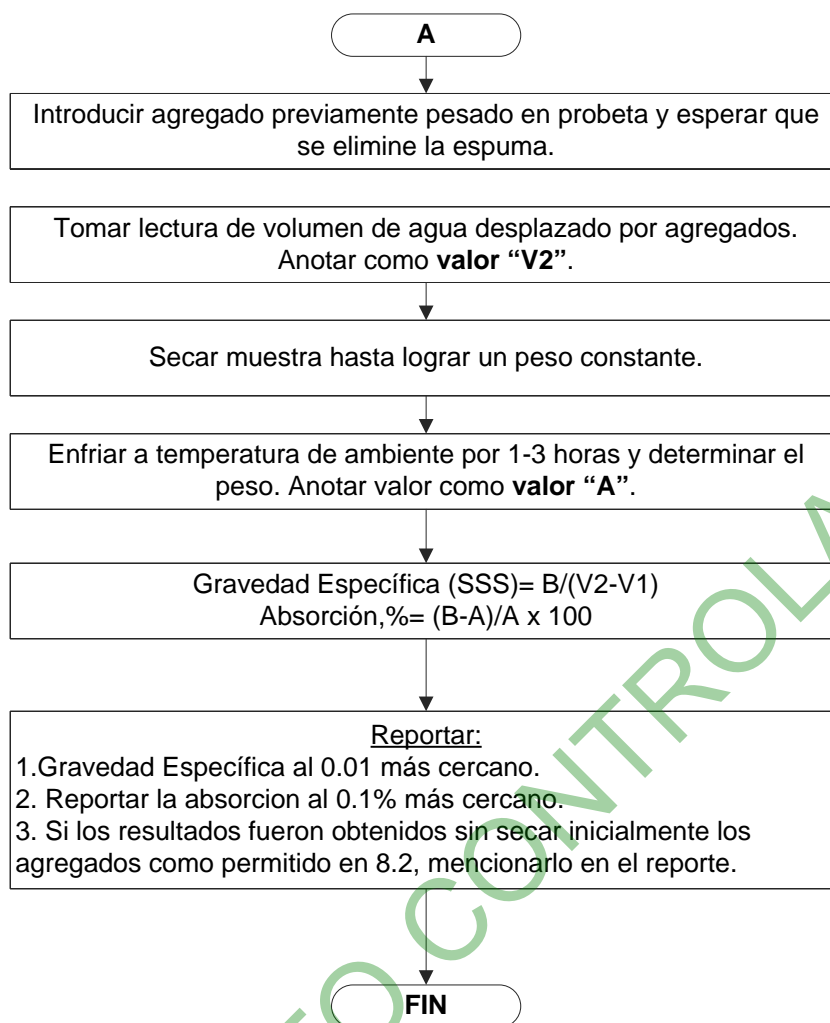 A
Introducir agregado previamente pesado en probeta y esperar que
se elimine la espuma.
Tomar lectura de volumen de agua desplazado por agregados.
Anotar como valor “V2”.
Secar muestra hasta lograr un peso constante.
Enfriar a temperatura de ambiente por 1-3 horas y determinar el
peso. Anotar valor como valor “A”.
Gravedad Específica (SSS)= B/(V2-V1)
Absorción,%= (B-A)/A x 100
Reportar:
1.Gravedad Específica al 0.01 más cercano.
2. Reportar la absorcion al 0.1% más cercano.
3. Si los resultados fueron obtenidos sin secar inicialmente los
agregados como permitido en 8.2, mencionarlo en el reporte.
FIN